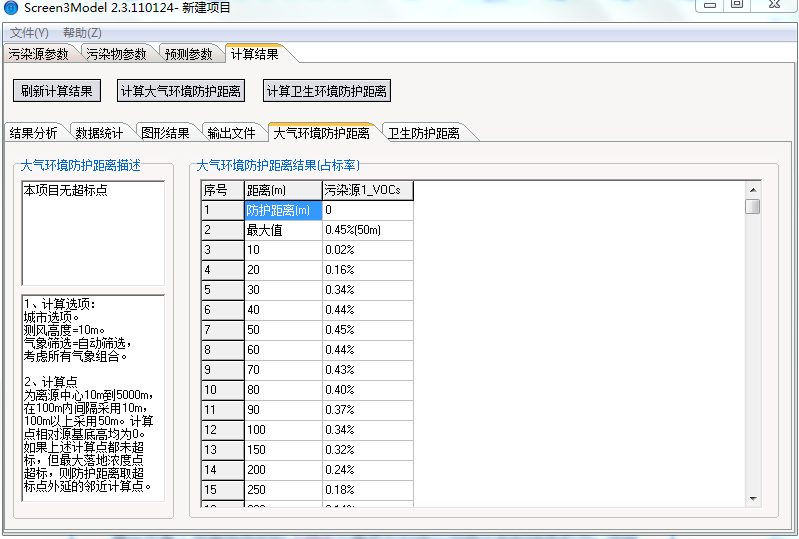 Screen3Model 2.3.110124- 新建项目
文件(Y) 帮助(Z)
污染源参数 污染物参数 预测参数 计算结果
刷新计算结果 计算大气环境防护距离 计算卫生环境防护距离
结果分析 数据统计 图形结果 输出文件 大气环境防护距离 卫生防护距离
大气环境防护距离描述
本项目无超标点
1、计算选项：
城市选项。
测风高度=10m。
气象筛选=自动筛选，
考虑所有气象组合。
2、计算点
为离源中心10m到5000m，
在100m内间隔采用10m，
100m以上采用50m。计算
点相对源基底高均为0。
如果上述计算点都未超
标，但最大落地浓度点
超标，则防护距离取超
标点外延的邻近计算点。
大气环境防护距离结果(占标率)
序号 距离(m) 污染源1_VOCs
1 防护距离(m) 0
2 最大值 0.45%(50m)
3 10 0.02%
4 20 0.16%
5 30 0.34%
6 40 0.44%
7 50 0.45%
8 60 0.44%
9 70 0.43%
10 80 0.40%
11 90 0.37%
12 100 0.34%
13 150 0.32%
14 200 0.24%
15 250 0.18%